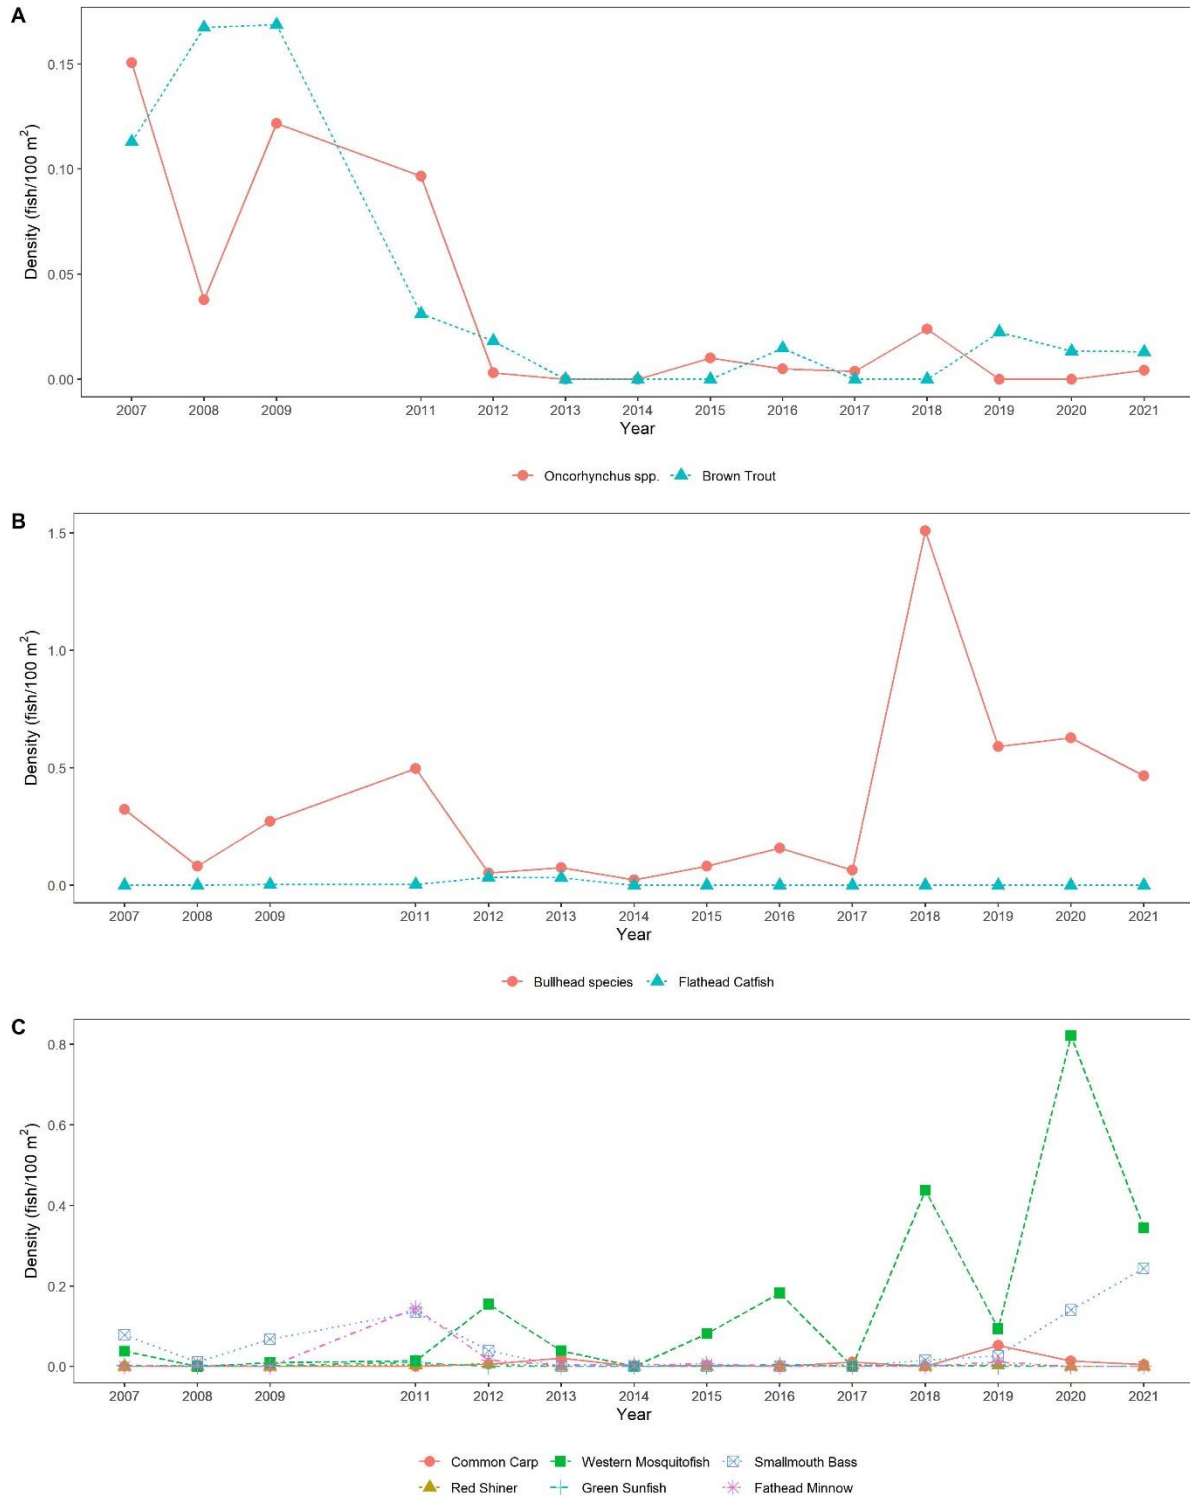 A
Density (fish/100 m²)
0.15
0.10
0.05
0.00
2007 2008 2009 2011 2012 2013 2014 2015 2016 2017 2018 2019 2020 2021
Year
Oncorhynchus spp. Brown Trout
B
Density (fish/100 m²)
1.5
1.0
0.5
0.0
2007 2008 2009 2011 2012 2013 2014 2015 2016 2017 2018 2019 2020 2021
Year
Bullhead species Flathead Catfish
C
Density (fish/100 m²)
0.8
0.6
0.4
0.2
0.0
2007 2008 2009 2011 2012 2013 2014 2015 2016 2017 2018 2019 2020 2021
Year
Common Carp Western Mosquitofish Smallmouth Bass
Red Shiner Green Sunfish Fathead Minnow